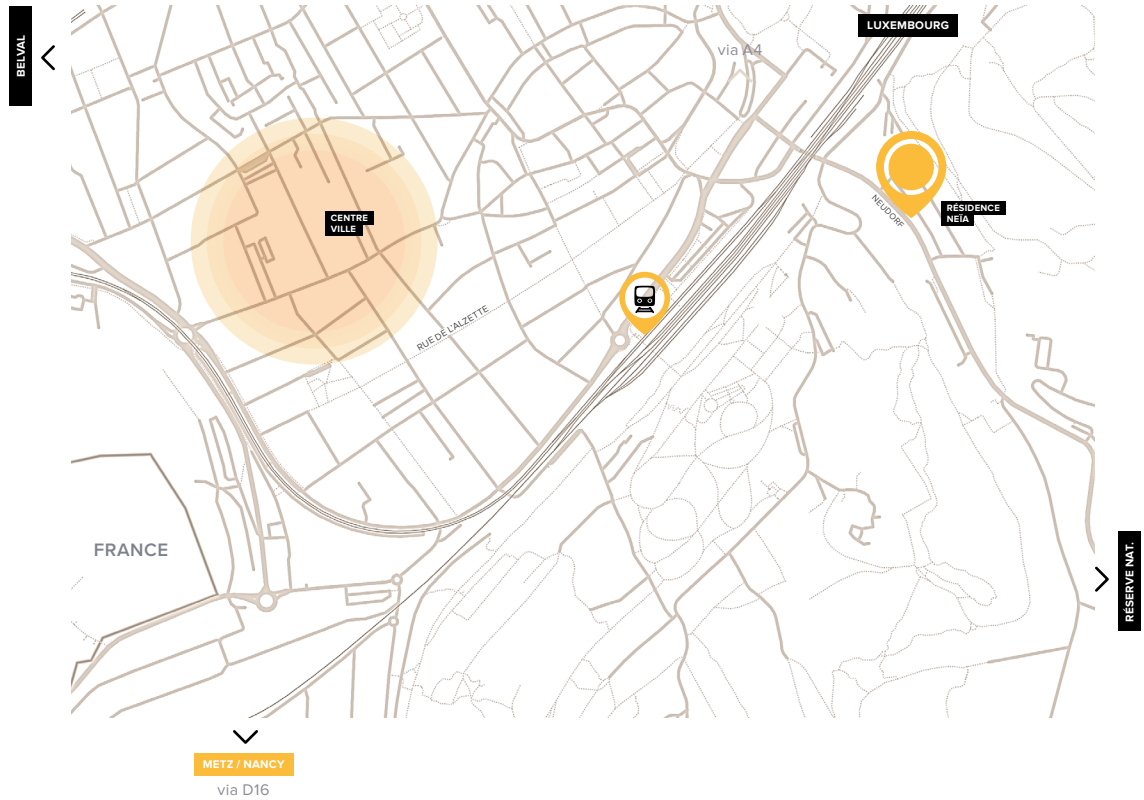 BELVAL
LUXEMBOURG
via A4
RÉSIDENCE
NEÏA
NEUDORF
CENTRE
VILLE
RUE DE L'ALZETTE
FRANCE
RÉSERVE NAT.
METZ / NANCY
via D16